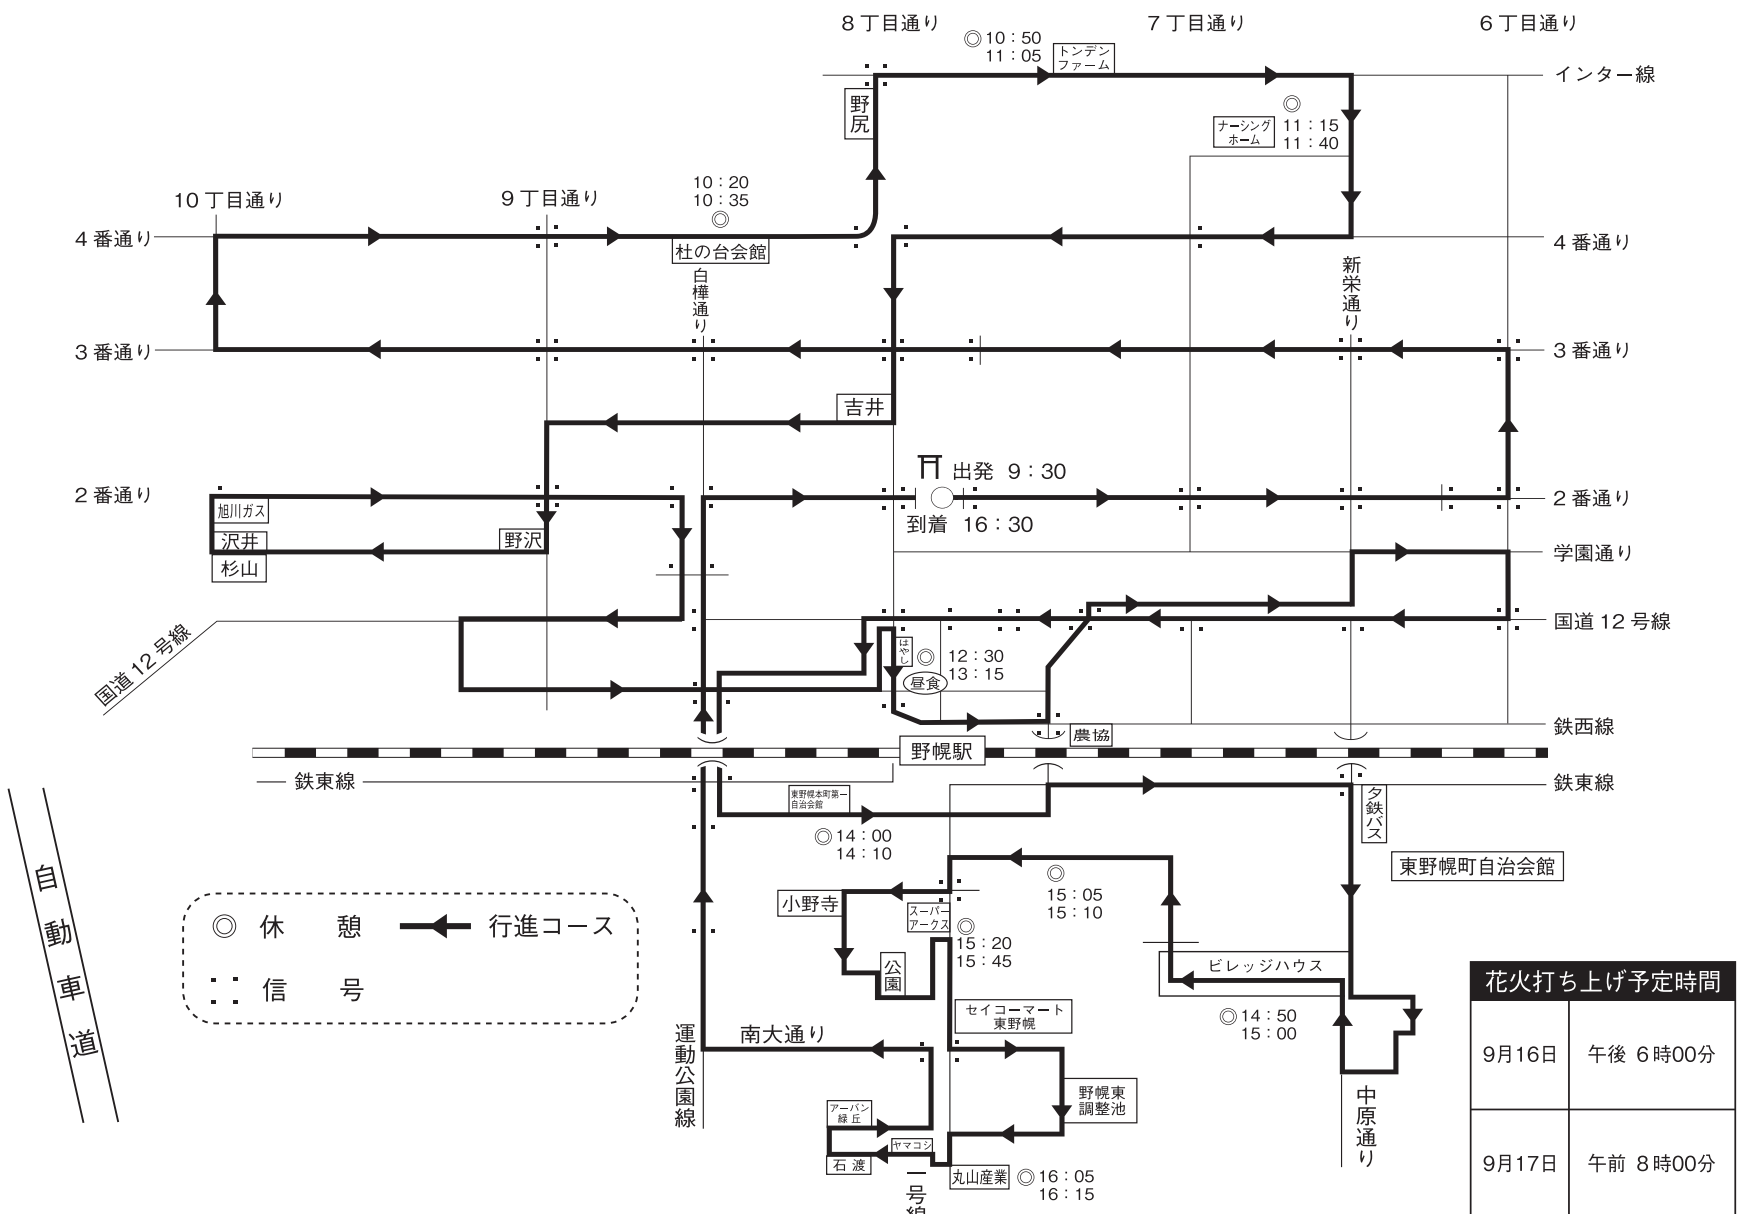 8丁目通り
7丁目通り
6丁目通り
◎10：50
11：05
トンデン
ファーム
インター線
野尻
◎
ナーシング
ホーム
11：15
11：40
10丁目通り
9丁目通り
10：20
10：35
◎
4番通り
杜の台会館
4番通り
白樺通り
新栄通り
3番通り
3番通り
吉井
出発 9：30
2番通り
2番通り
到着 16：30
旭川ガス
沢井
杉山
野沢
学園通り
国道12号線
国道12号線
はやし
◎
12：30
13：15
昼食
鉄西線
農協
野幌駅
鉄東線
鉄東線
東野幌本町第一
自治会館
◎14：00
14：10
夕鉄バス
東野幌町自治会館
◎
15：05
15：10
小野寺
スーパー
アークス
◎
15：20
15：45
公園
ビレッジハウス
◎14：50
15：00
セイコーマート
東野幌
自動車道
◎ 休憩
行進コース
信号
運動公園線
南大通り
野幌東
調整池
中原通り
アーバン
緑丘
ヤマコシ
石渡
丸山産業
◎16：05
16：15
一号線
花火打ち上げ予定時間
9月16日 午後 6時00分
9月17日 午前 8時00分